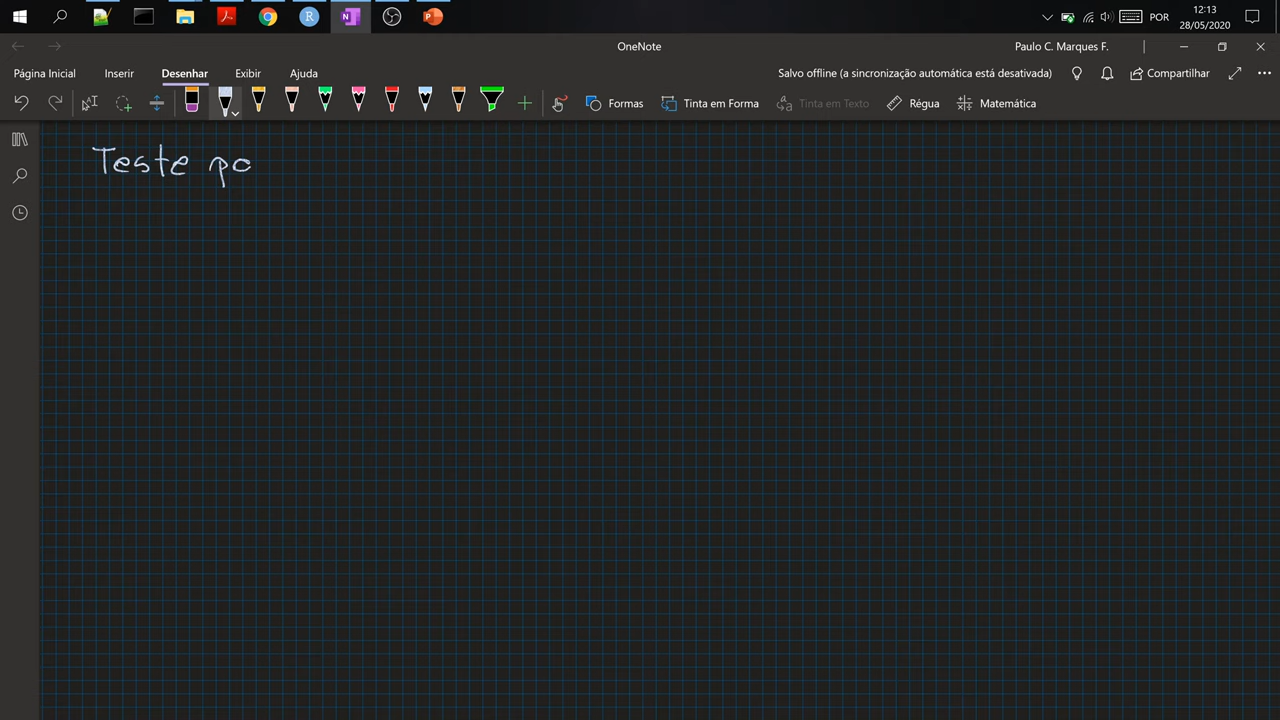 12:13
POR
28/05/2020
OneNote
Paulo C. Marques F.
Página Inicial Inserir Desenhar Exibir Ajuda
Salvo offline (a sincronização automática está desativada) Compartilhar
Formas Tinta em Forma Tinta em Texto Régua Matemática
Teste pc